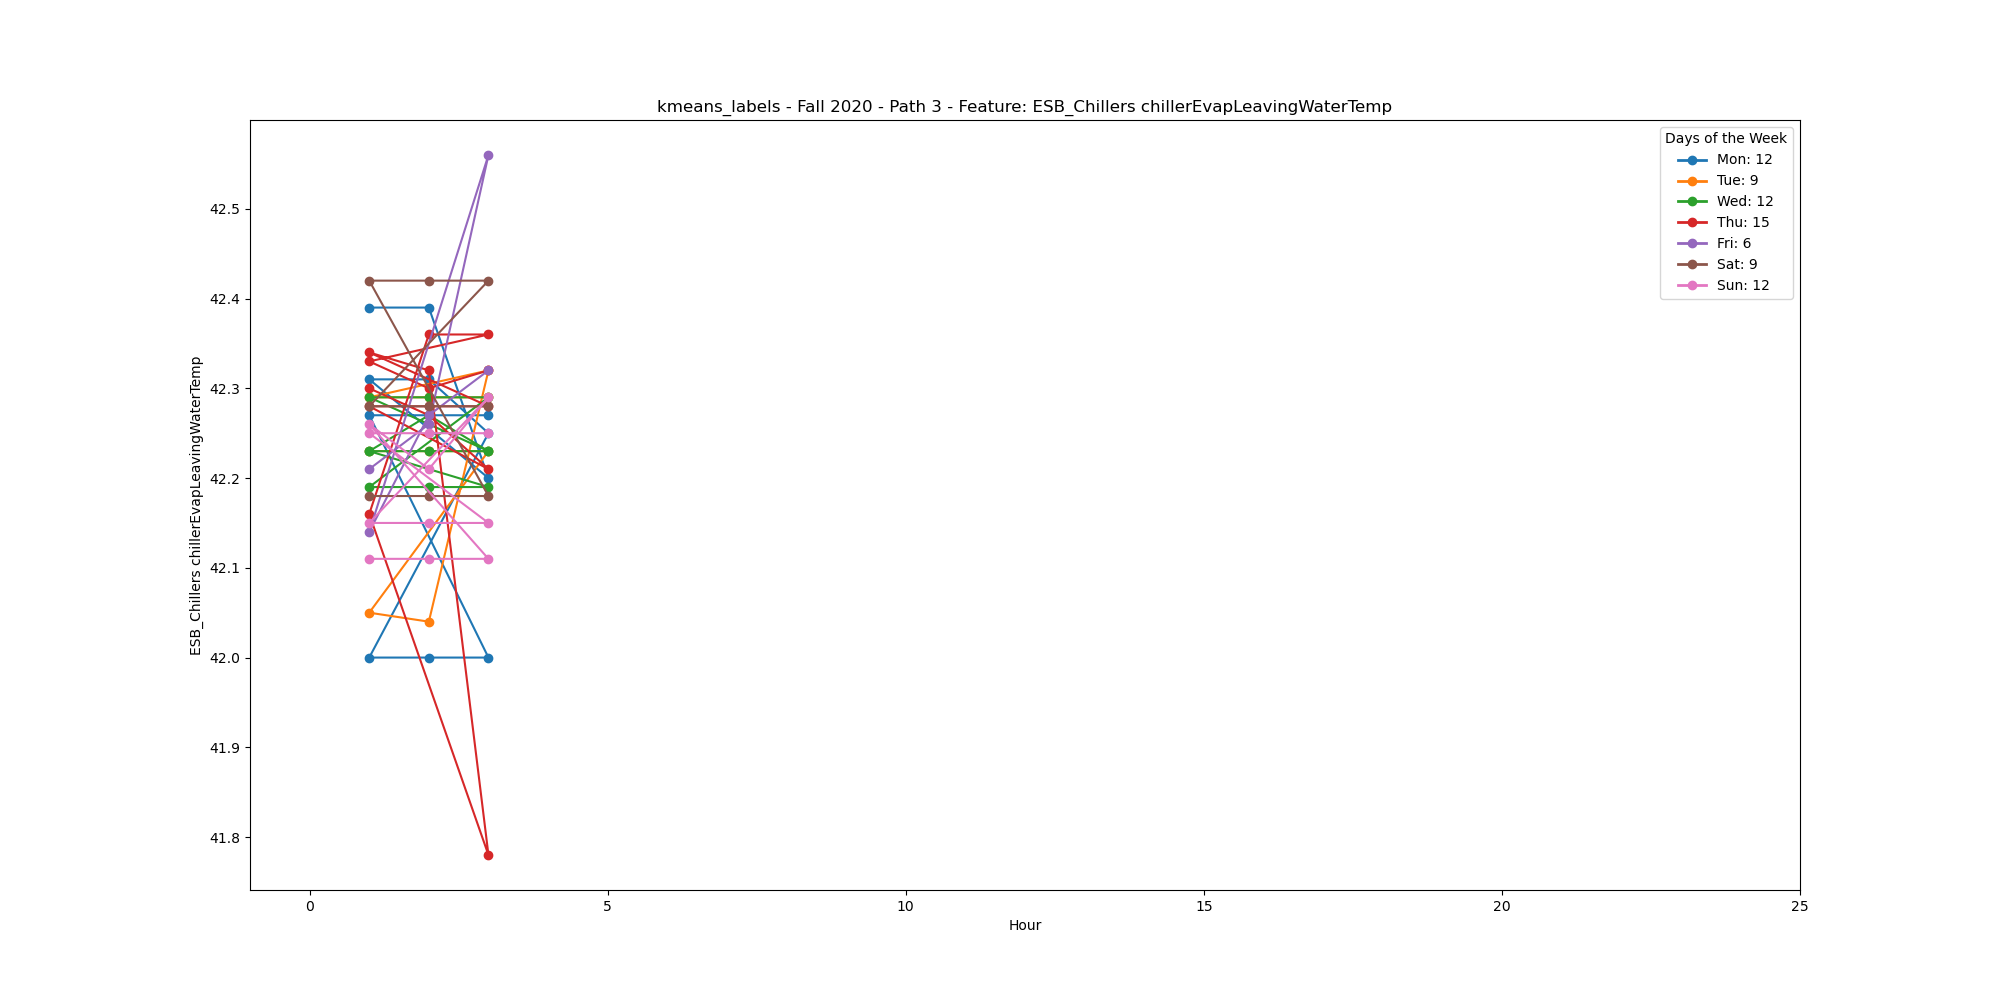 kmeans_labels - Fall 2020 - Path 3 - Feature: ESB_Chillers chillerEvapLeavingWaterTemp
Days of the Week
Mon: 12
Tue: 9
Wed: 12
Thu: 15
Fri: 6
Sat: 9
Sun: 12
ESB_Chillers chillerEvapLeavingWaterTemp
42.5
42.4
42.3
42.2
42.1
42.0
41.9
41.8
0 5 10 15 20 25
Hour